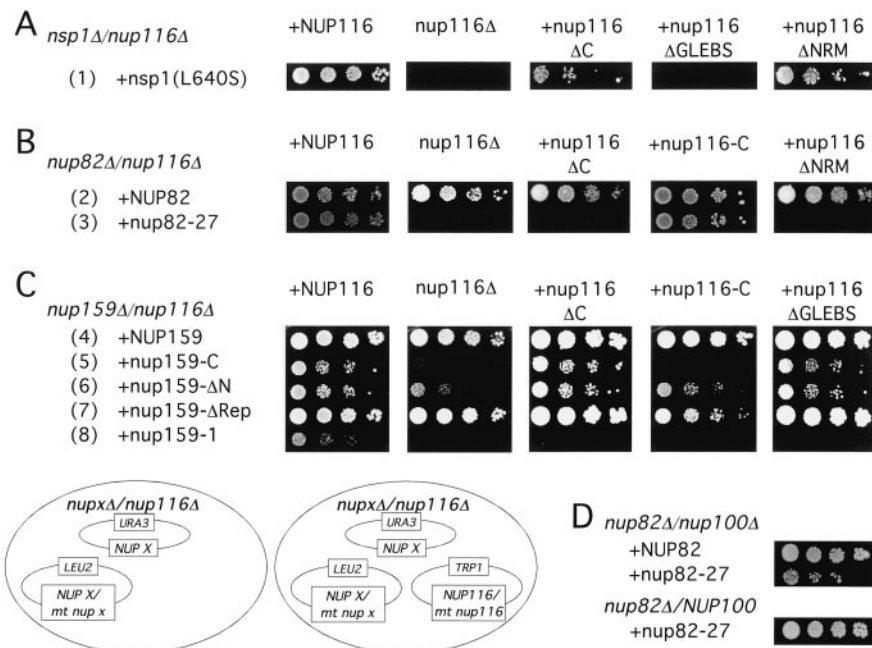 A
nsp1Δ/nup116Δ
+NUP116
nup116Δ
+nup116 ΔC
+nup116 ΔGLEBS
+nup116 ΔNRM
(1) +nsp1(L640S)
B
nup82Δ/nup116Δ
+NUP116
nup116Δ
+nup116 ΔC
+nup116-C
+nup116 ΔNRM
(2) +NUP82
(3) +nup82-27
C
nup159Δ/nup116Δ
+NUP116
nup116Δ
+nup116 ΔC
+nup116-C
+nup116 ΔGLEBS
(4) +NUP159
(5) +nup159-C
(6) +nup159-ΔN
(7) +nup159-ΔRep
(8) +nup159-1
nupxΔ/nup116Δ
URA3
NUP X
LEU2
NUP X/
mt nup x
nupxΔ/nup116Δ
URA3
NUP X
LEU2
NUP X/
mt nup x
TRP1
NUP116/
mt nup116
D
nup82Δ/nup100Δ
+NUP82
+nup82-27
nup82Δ/NUP100
+nup82-27